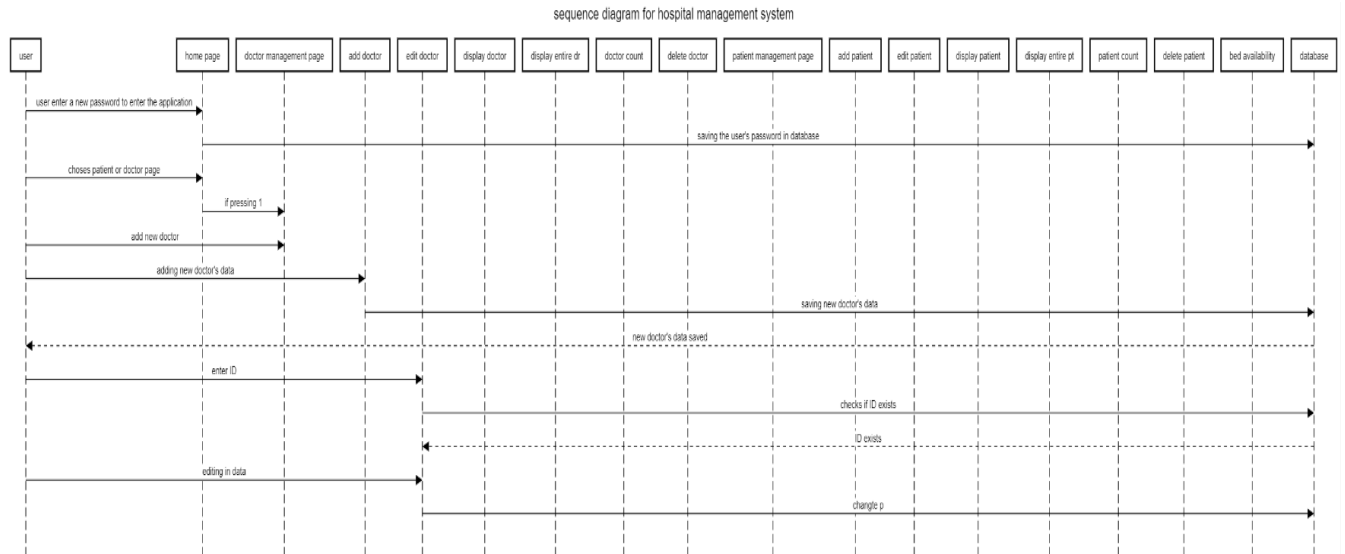 sequence diagram for hospital management system
user
home page
doctor management page
add doctor
edit doctor
display doctor
display entire dr
doctor count
delete doctor
patient management page
add patient
edit patient
display patient
display entire pt
patient count
delete patient
bed availability
database
user enter a new password to enter the application
saving the user's password in database
choses patient or doctor page
if pressing 1
add new doctor
adding new doctor's data
saving new doctor's data
new doctor's data saved
enter ID
checks if ID exists
ID exists
editing in data
changte p